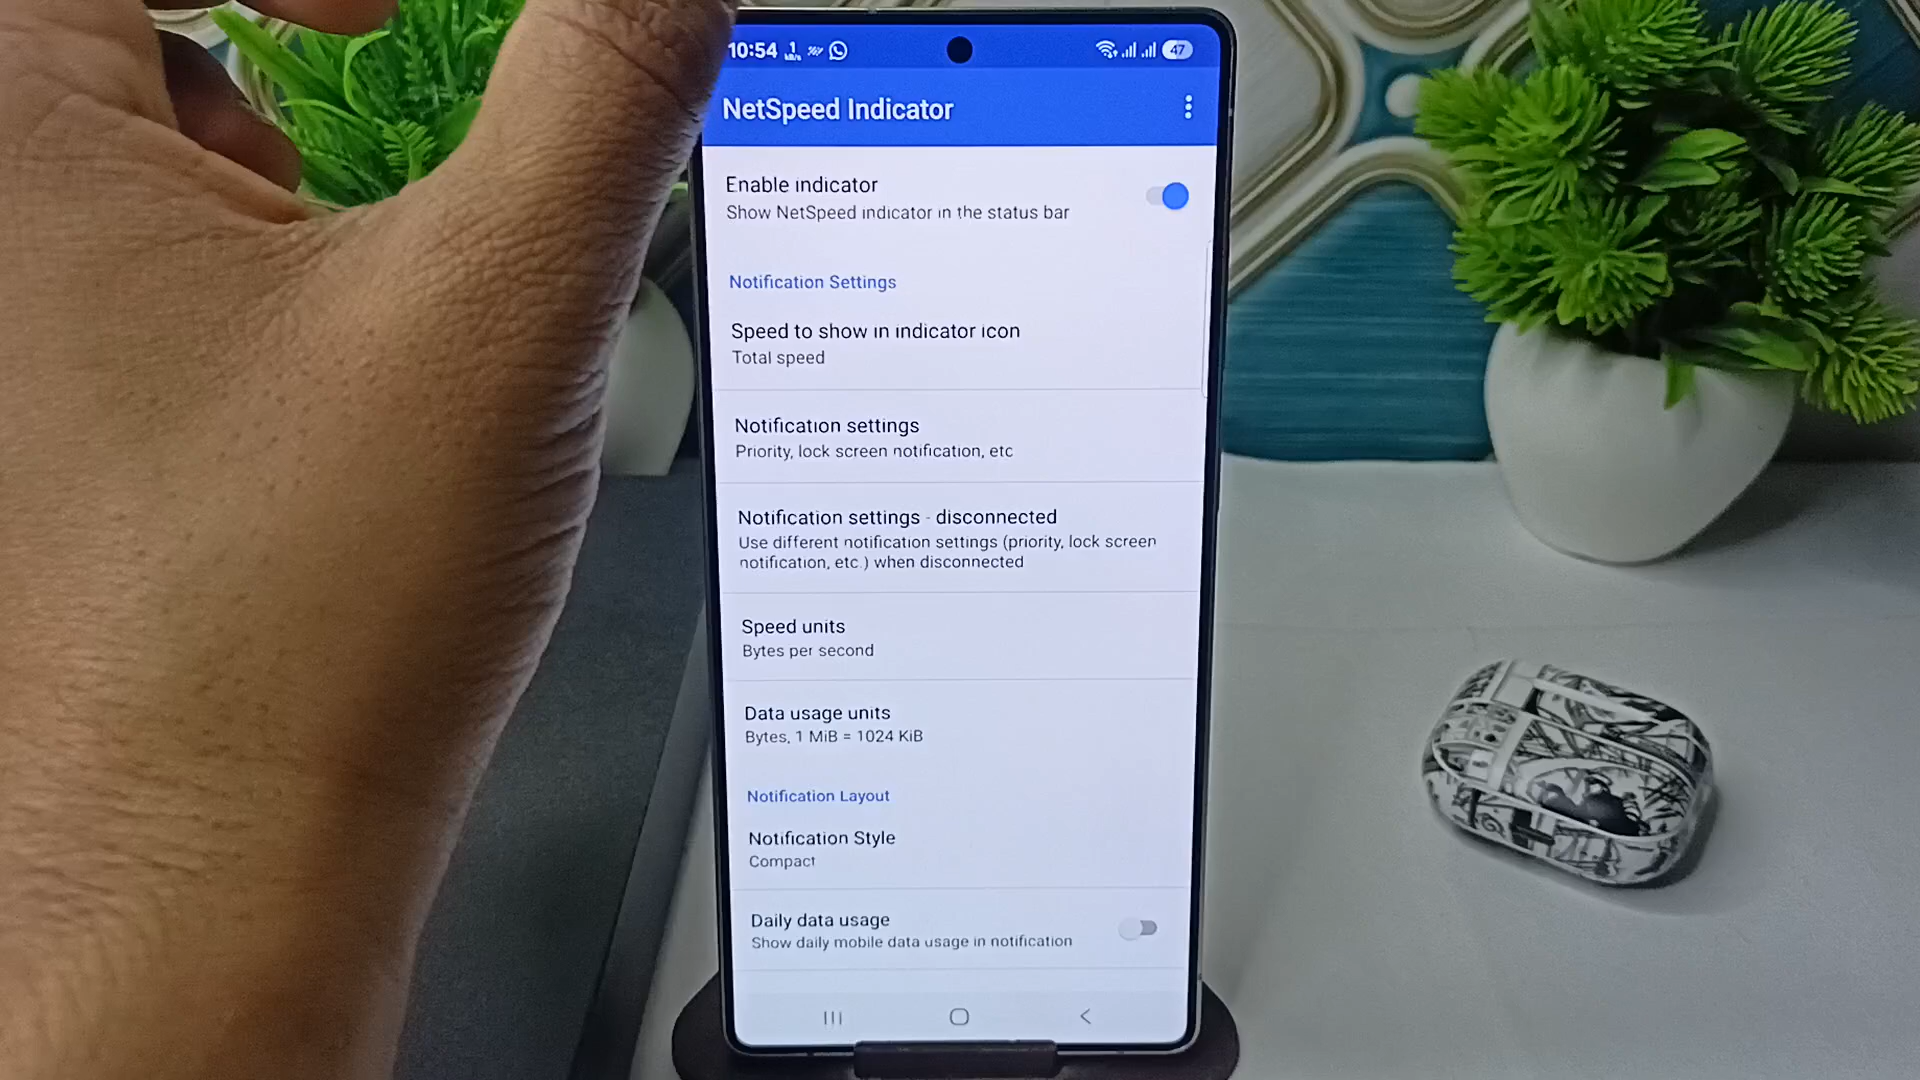 10:54 1 kB/s 47
NetSpeed Indicator
Enable indicator
Show NetSpeed indicator in the status bar
Notification Settings
Speed to show in indicator icon
Total speed
Notification settings
Priority, lock screen notification, etc
Notification settings - disconnected
Use different notification settings (priority, lock screen
notification, etc.) when disconnected
Speed units
Bytes per second
Data usage units
Bytes, 1 MiB = 1024 KiB
Notification Layout
Notification Style
Compact
Daily data usage
Show daily mobile data usage in notification